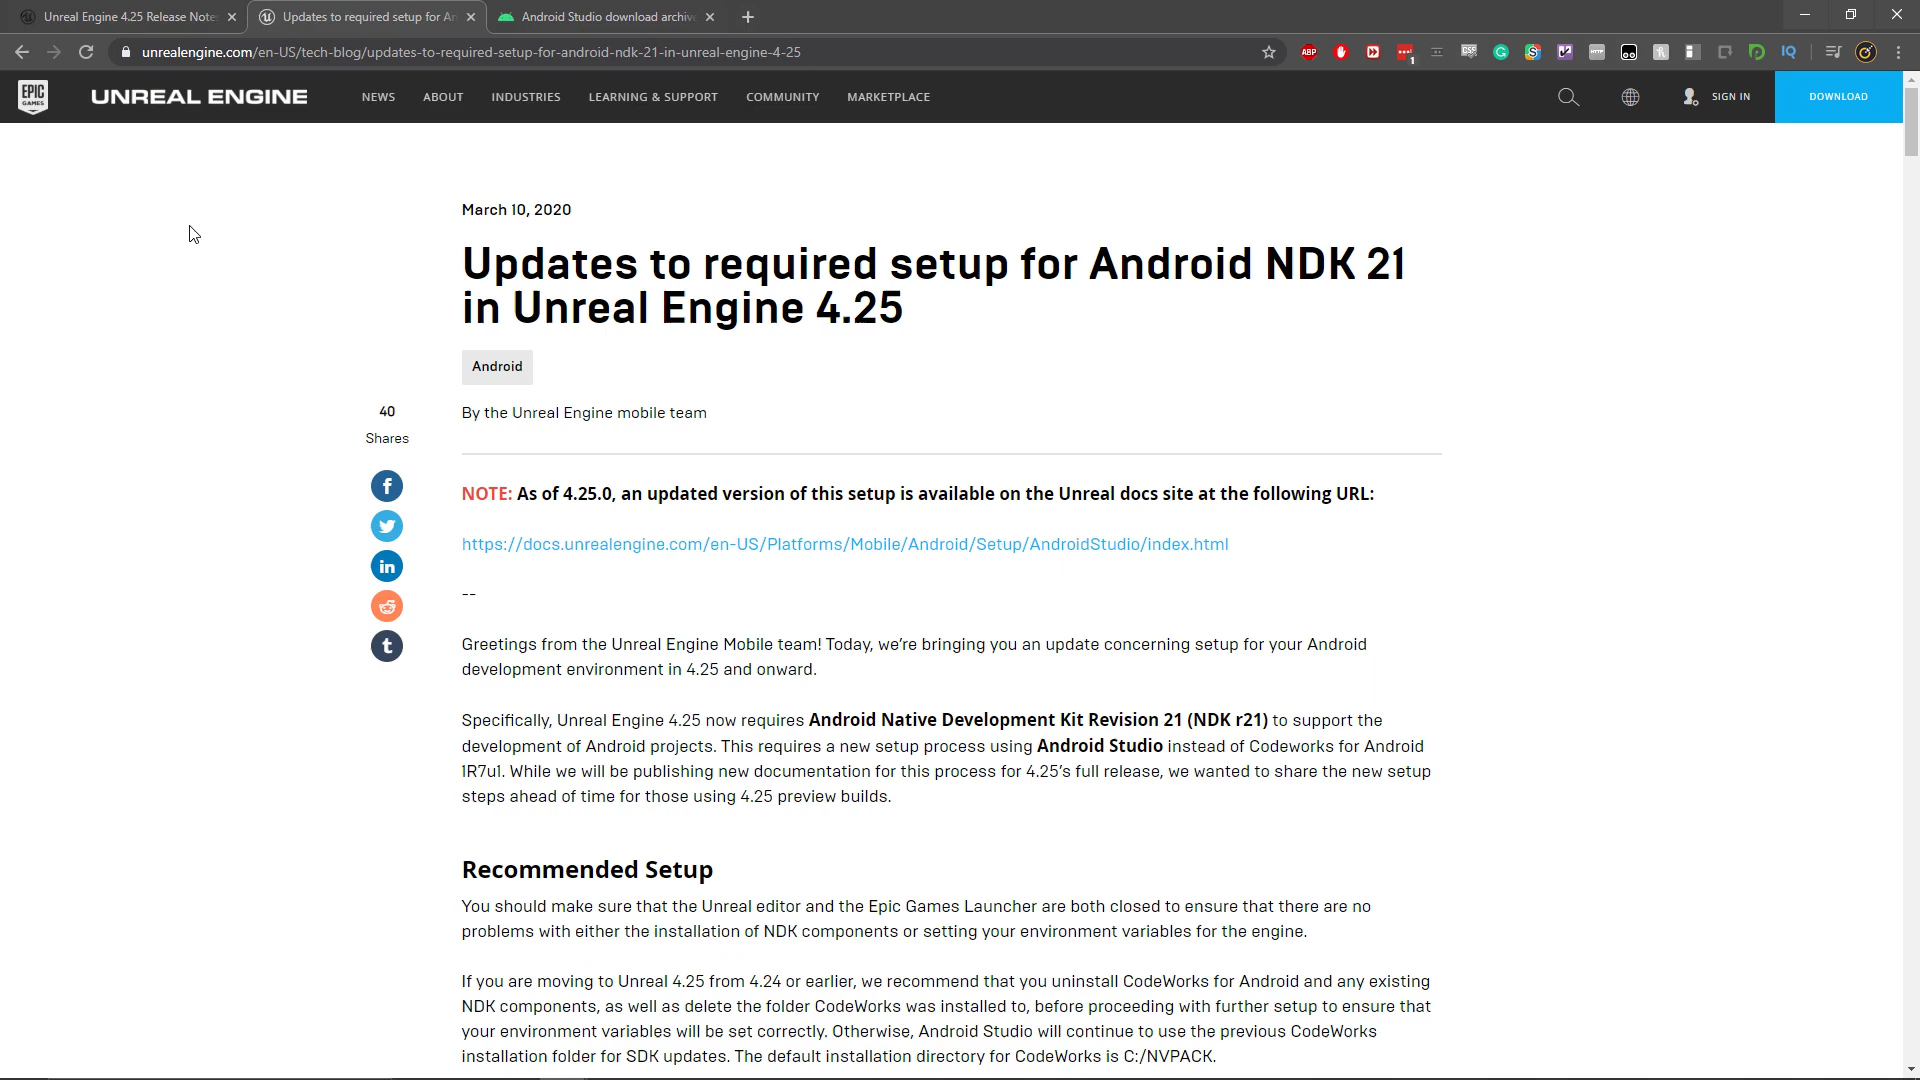 Unreal Engine 4.25 Release Note
Updates to required setup for An
Android Studio download archiv
unrealengine.com/en-US/tech-blog/updates-to-required-setup-for-android-ndk-21-in-unreal-engine-4-25
EPIC GAMES
UNREAL ENGINE
NEWS
ABOUT
INDUSTRIES
LEARNING & SUPPORT
COMMUNITY
MARKETPLACE
SIGN IN
DOWNLOAD
March 10, 2020
Updates to required setup for Android NDK 21
in Unreal Engine 4.25
Android
40
Shares
By the Unreal Engine mobile team
NOTE: As of 4.25.0, an updated version of this setup is available on the Unreal docs site at the following URL:
https://docs.unrealengine.com/en-US/Platforms/Mobile/Android/Setup/AndroidStudio/index.html
--
Greetings from the Unreal Engine Mobile team! Today, we’re bringing you an update concerning setup for your Android
development environment in 4.25 and onward.
Specifically, Unreal Engine 4.25 now requires Android Native Development Kit Revision 21 (NDK r21) to support the
development of Android projects. This requires a new setup process using Android Studio instead of Codeworks for Android
1R7u1. While we will be publishing new documentation for this process for 4.25’s full release, we wanted to share the new setup
steps ahead of time for those using 4.25 preview builds.
Recommended Setup
You should make sure that the Unreal editor and the Epic Games Launcher are both closed to ensure that there are no
problems with either the installation of NDK components or setting your environment variables for the engine.
If you are moving to Unreal 4.25 from 4.24 or earlier, we recommend that you uninstall CodeWorks for Android and any existing
NDK components, as well as delete the folder CodeWorks was installed to, before proceeding with further setup to ensure that
your environment variables will be set correctly. Otherwise, Android Studio will continue to use the previous CodeWorks
installation folder for SDK updates. The default installation directory for CodeWorks is C:/NVPACK.